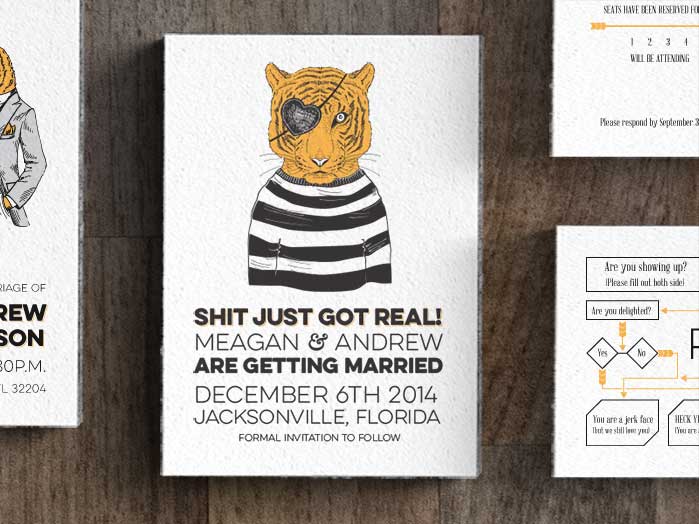 RIAGE OF
REW
SON
30P.M.
FL 32204
SHIT JUST GOT REAL!
MEAGAN & ANDREW
ARE GETTING MARRIED
DECEMBER 6TH 2014
JACKSONVILLE, FLORIDA
FORMAL INVITATION TO FOLLOW
SEATS HAVE BEEN RESERVED FO
1 2 3 4
WILL BE ATTENDING
Please respond by September 3
Are you showing up?
(Please fill out both side)
Are you delighted?
Yes
No
You are a jerk face
(but we still love you)
HECK Y
(You are a